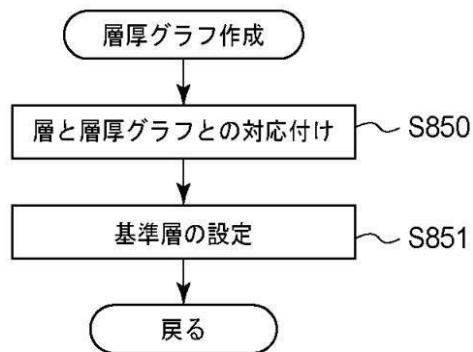 層厚グラフ作成
層と層厚グラフとの対応付け
S850
基準層の設定
S851
戻る